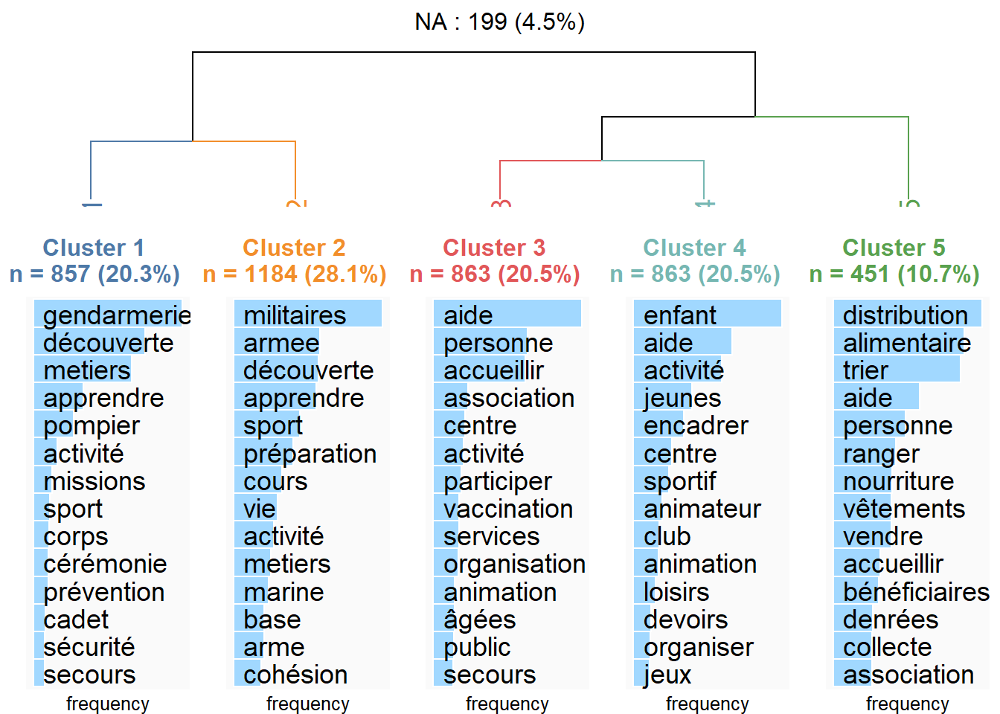 NA : 199 (4.5%)
1
2
3
4
5
Cluster 1
n = 857 (20.3%)
Cluster 2
n = 1184 (28.1%)
Cluster 3
n = 863 (20.5%)
Cluster 4
n = 863 (20.5%)
Cluster 5
n = 451 (10.7%)
gendarmerie
découverte
metiers
apprendre
pompier
activité
missions
sport
corps
cérémonie
prévention
cadet
sécurité
secours
frequency
militaires
armee
découverte
apprendre
sport
préparation
cours
vie
activité
metiers
marine
base
arme
cohésion
frequency
aide
personne
accueillir
association
centre
activité
participer
vaccination
services
organisation
animation
âgées
public
secours
frequency
enfant
aide
activité
jeunes
encadrer
centre
sportif
animateur
club
animation
loisirs
devoirs
organiser
jeux
frequency
distribution
alimentaire
trier
aide
personne
ranger
nourriture
vêtements
vendre
accueillir
bénéficiaires
denrées
collecte
association
frequency